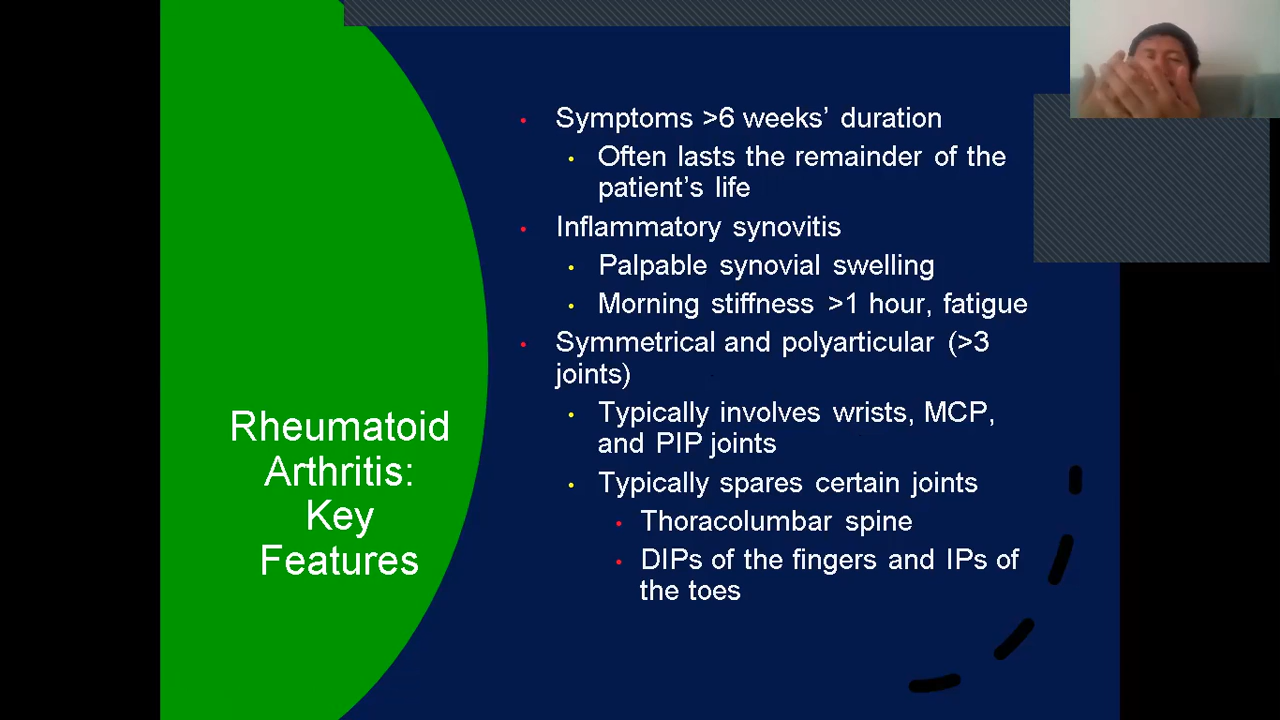 Rheumatoid
Arthritis:
Key
Features
• Symptoms >6 weeks’ duration
• Often lasts the remainder of the
patient’s life
• Inflammatory synovitis
• Palpable synovial swelling
• Morning stiffness >1 hour, fatigue
• Symmetrical and polyarticular (>3
joints)
• Typically involves wrists, MCP,
and PIP joints
• Typically spares certain joints
• Thoracolumbar spine
• DIPs of the fingers and IPs of
the toes